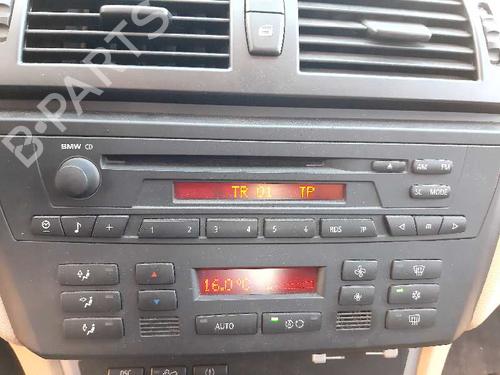 B-PARTS
BMW CD
AM FM
TR 01 TP
SC MODE
+ 1 2 3 4 5 6 RDS TP m
16.0°C
AUTO
DSC